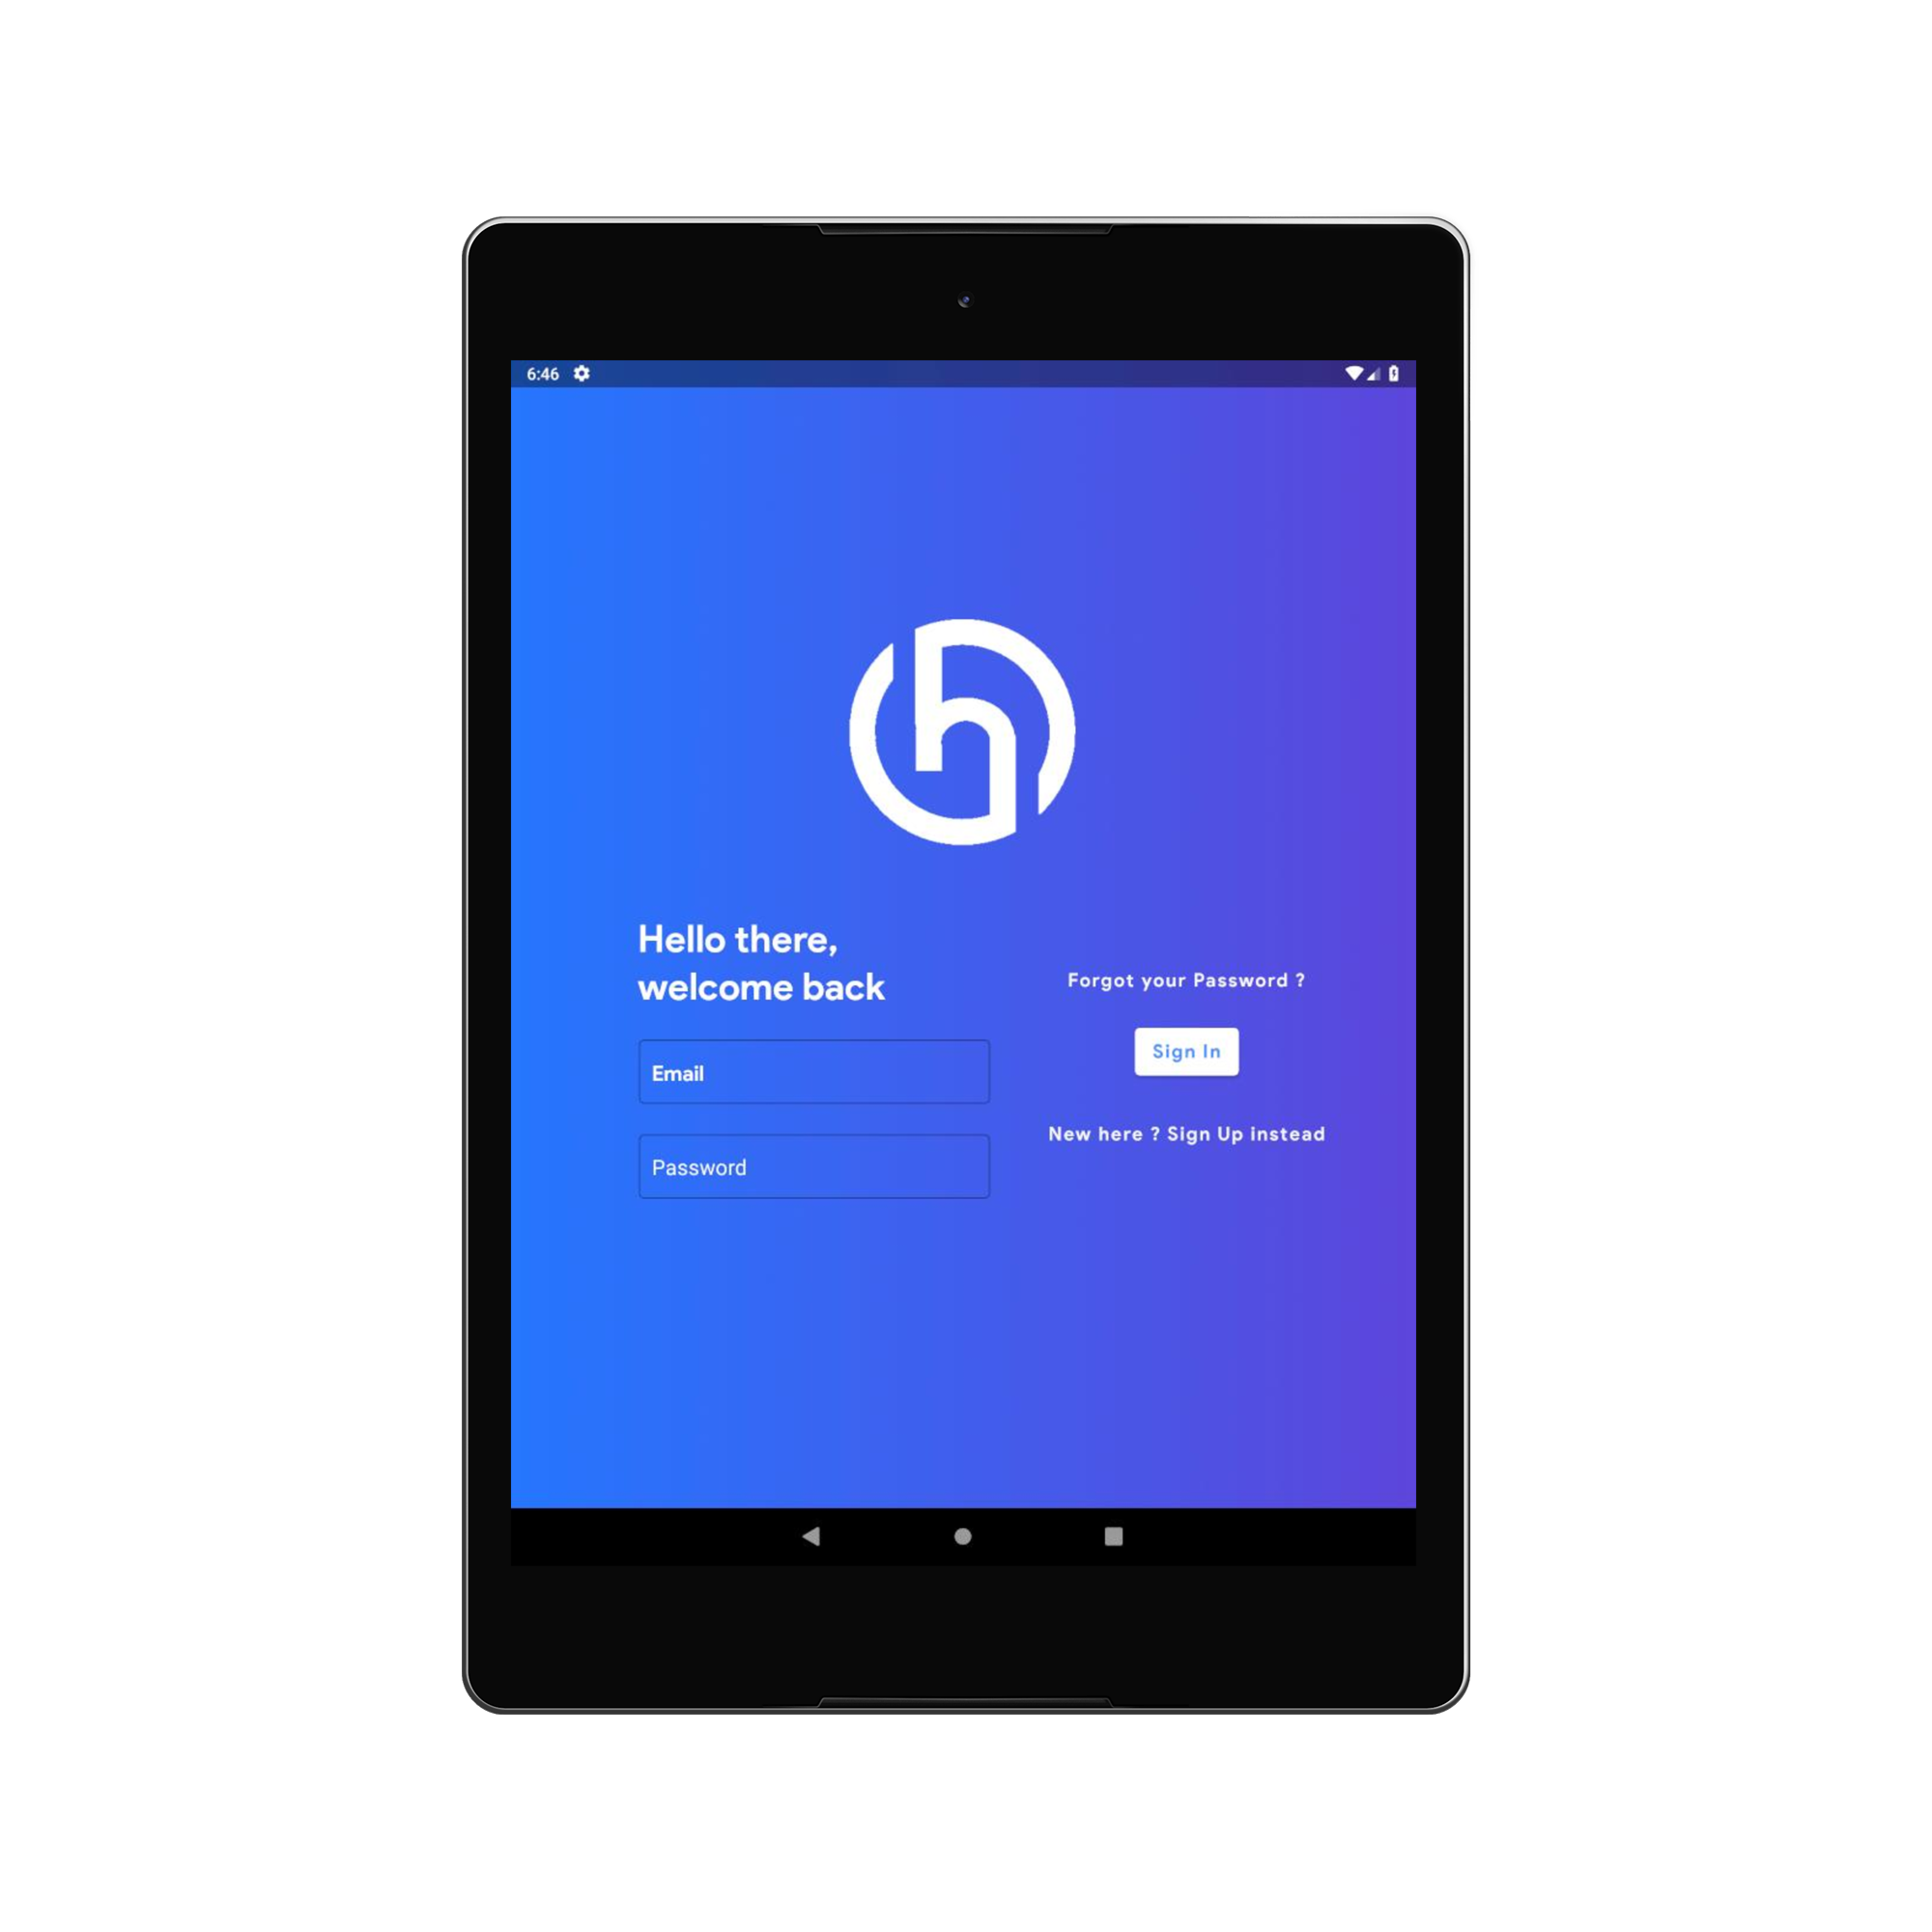 6:46
Hello there,
welcome back
Email
Password
Forgot your Password ?
Sign In
New here ? Sign Up instead